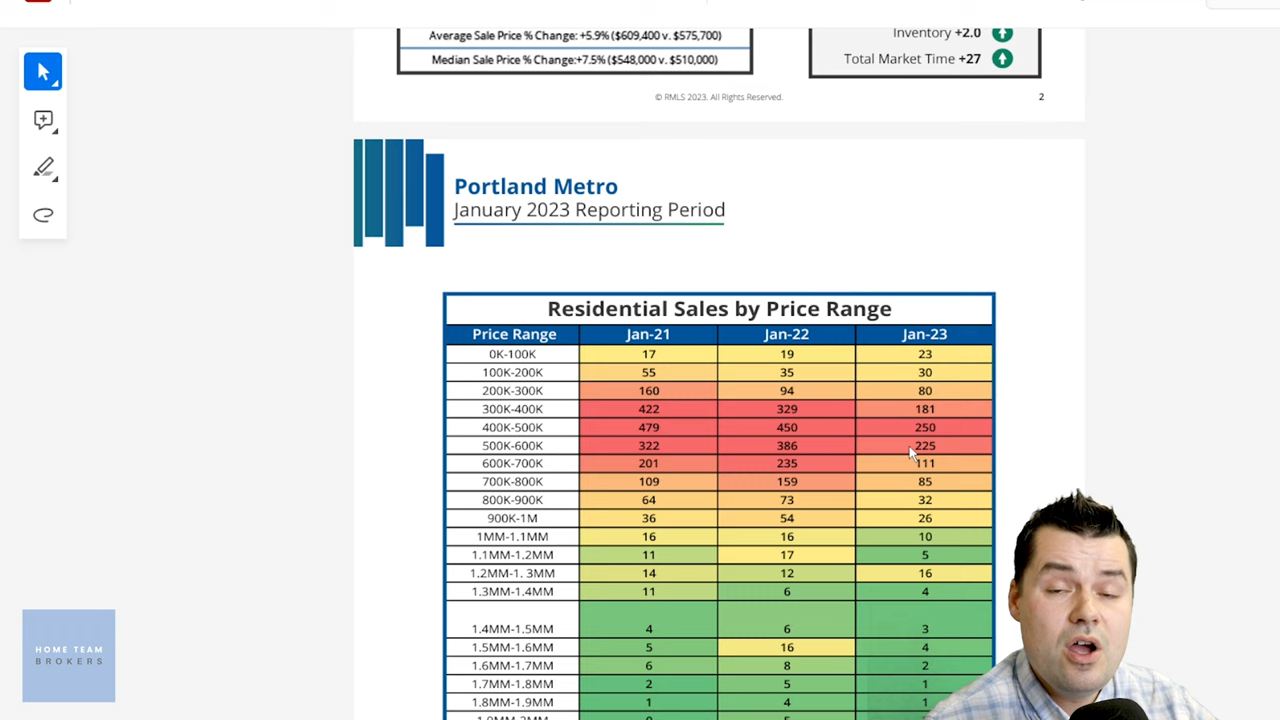 Average Sale Price % Change: +5.9% ($609,400 v. $575,700)
Median Sale Price % Change:+7.5% ($548,000 v. $510,000)
Inventory +2.0
Total Market Time +27
© RMLS 2023. All Rights Reserved.
2
Portland Metro
January 2023 Reporting Period
Residential Sales by Price Range
Price Range Jan-21 Jan-22 Jan-23
0K-100K 17 19 23
100K-200K 55 35 30
200K-300K 160 94 80
300K-400K 422 329 181
400K-500K 479 450 250
500K-600K 322 386 225
600K-700K 201 235 111
700K-800K 109 159 85
800K-900K 64 73 32
900K-1M 36 54 26
1MM-1.1MM 16 16 10
1.1MM-1.2MM 11 17 5
1.2MM-1. 3MM 14 12 16
1.3MM-1.4MM 11 6 4
1.4MM-1.5MM 4 6 3
1.5MM-1.6MM 5 16 4
1.6MM-1.7MM 6 8 2
1.7MM-1.8MM 2 5 1
1.8MM-1.9MM 1 4 1
HOME TEAM
BROKERS